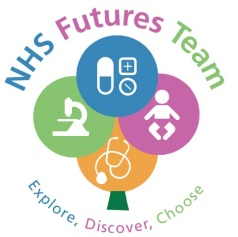 NHS Futures Team
Explore, Discover, Choose